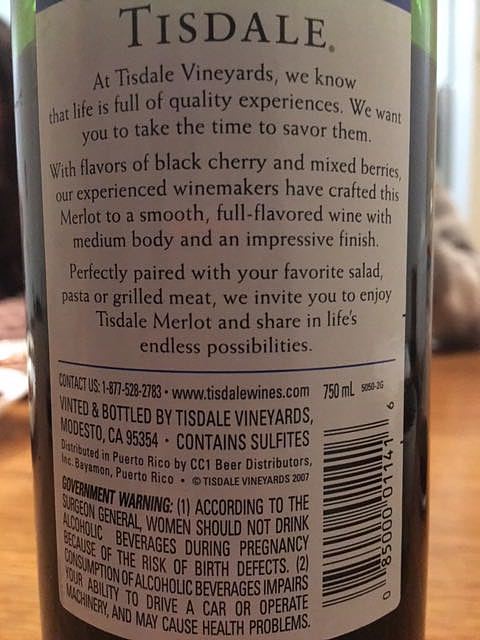 TISDALE.
At Tisdale Vineyards, we know
that life is full of quality experiences. We want
you to take the time to savor them.
With flavors of black cherry and mixed berries,
our experienced winemakers have crafted this
Merlot to a smooth, full-flavored wine with
medium body and an impressive finish.
Perfectly paired with your favorite salad,
pasta or grilled meat, we invite you to enjoy
Tisdale Merlot and share in life's
endless possibilities.
CONTACT US: 1-877-528-2783 • www.tisdalewines.com 750 mL 5050-2G
VINTED & BOTTLED BY TISDALE VINEYARDS,
MODESTO, CA 95354 • CONTAINS SULFITES
Distributed in Puerto Rico by CC1 Beer Distributors,
Inc. Bayamon, Puerto Rico • © TISDALE VINEYARDS 2007
GOVERNMENT WARNING: (1) ACCORDING TO THE
SURGEON GENERAL, WOMEN SHOULD NOT DRINK
ALCOHOLIC BEVERAGES DURING PREGNANCY
BECAUSE OF THE RISK OF BIRTH DEFECTS. (2)
CONSUMPTION OF ALCOHOLIC BEVERAGES IMPAIRS
YOUR ABILITY TO DRIVE A CAR OR OPERATE
MACHINERY, AND MAY CAUSE HEALTH PROBLEMS.
0 85000 01141 6